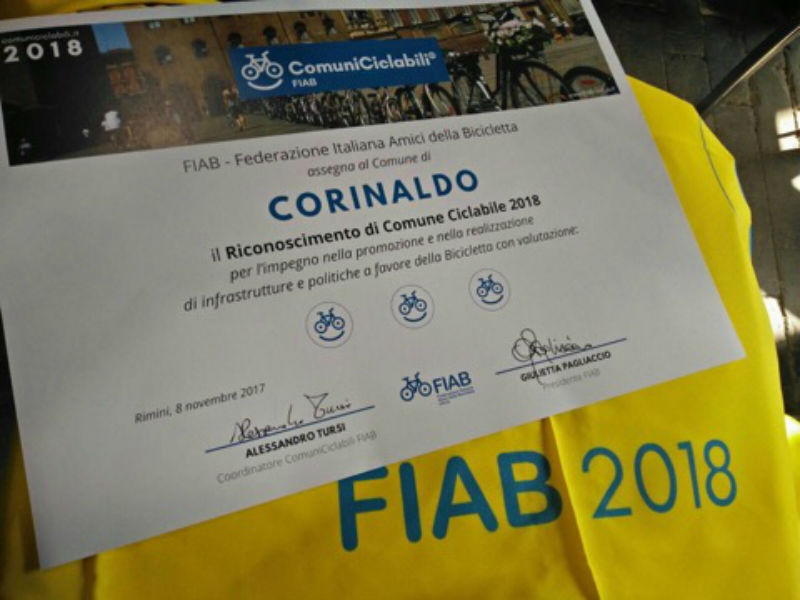 comuniciclabili.it
2018
ComuniCiclabili®
FIAB
FIAB - Federazione Italiana Amici della Bicicletta
assegna al Comune di
CORINALDO
il Riconoscimento di Comune Ciclabile 2018
per l'impegno nella promozione e nella realizzazione
di infrastrutture e politiche a favore della Bicicletta con valutazione:
Rimini, 8 novembre 2017
Alessandro Tursi
ALESSANDRO TURSI
Coordinatore ComuniCiclabili FIAB
FIAB
GIULIETTA PAGLIACCIO
Presidente FIAB
FIAB 2018